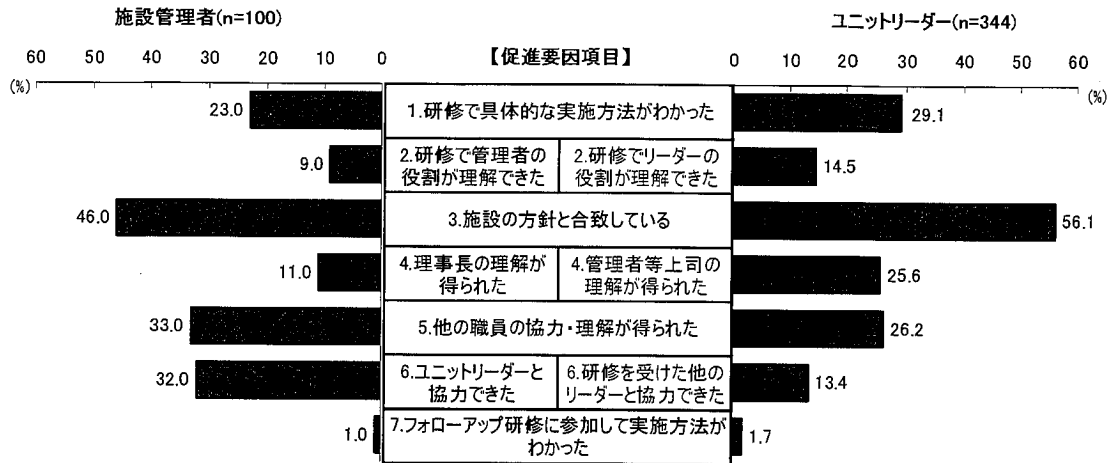 施設管理者(n=100)
ユニットリーダー(n=344)
60 50 40 30 20 10 0
【促進要因項目】
0 10 20 30 40 50 60
(%)
(%)
23.0
1.研修で具体的な実施方法がわかった
29.1
9.0
2.研修で管理者の
役割が理解できた
2.研修でリーダーの
役割が理解できた
14.5
46.0
3.施設の方針と合致している
56.1
11.0
4.理事長の理解が
得られた
4.管理者等上司の
理解が得られた
25.6
33.0
5.他の職員の協力・理解が得られた
26.2
32.0
6.ユニットリーダーと
協力できた
6.研修を受けた他の
リーダーと協力できた
13.4
1.0
7.フォローアップ研修に参加して実施方法が
わかった
1.7